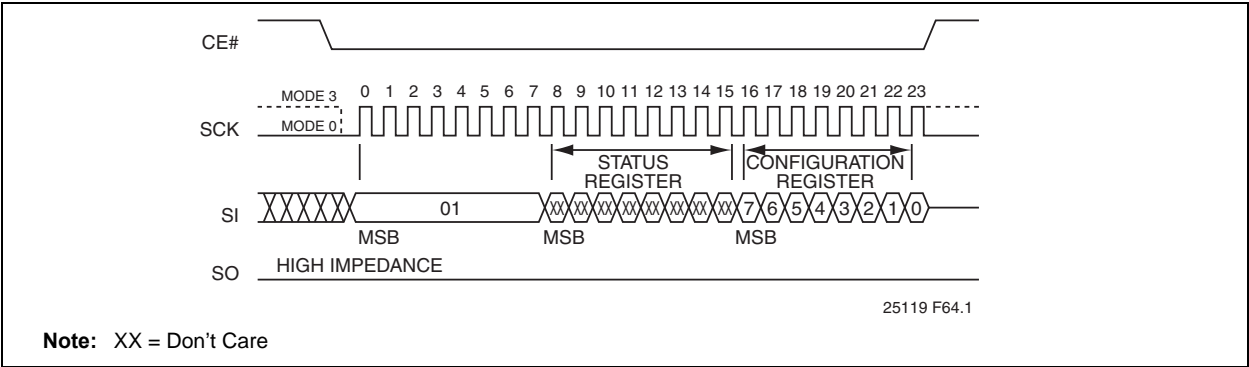 CE#
MODE 3 0 1 2 3 4 5 6 7 8 9 10 11 12 13 14 15 16 17 18 19 20 21 22 23
SCK MODE 0
STATUS REGISTER
CONFIGURATION REGISTER
SI 01 XX XX XX XX XX XX XX XX 7 6 5 4 3 2 1 0
MSB MSB MSB
SO HIGH IMPEDANCE
25119 F64.1
Note: XX = Don't Care